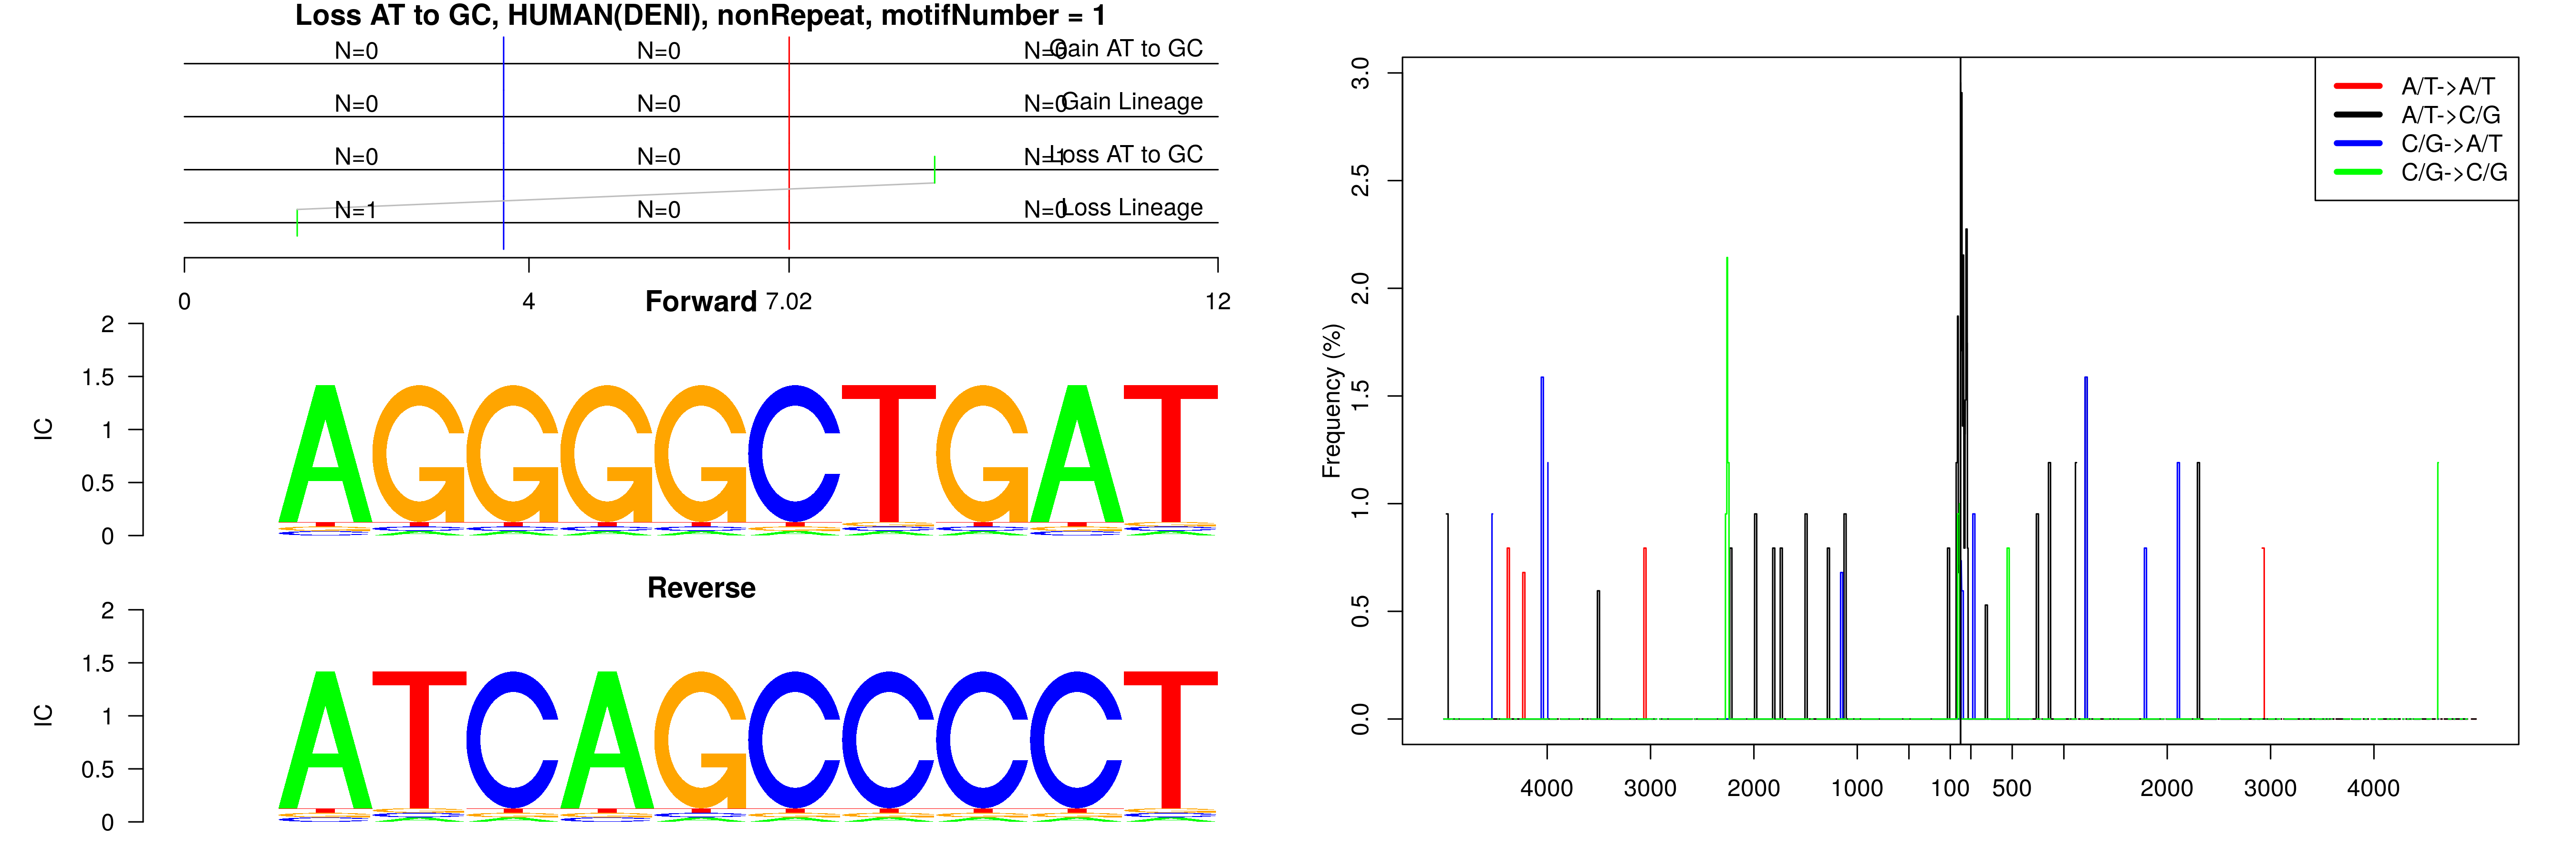 Loss AT to GC, HUMAN(DENI), nonRepeat, motifNumber = 1
N=0 N=0 N=0 Gain AT to GC
N=0 N=0 N=0 Gain Lineage
N=0 N=0 N=1 Loss AT to GC
N=1 N=0 N=0 Loss Lineage
0 4 7.02 12
Forward
IC
2
1.5
1
0.5
0
AGGGGCTGAT
Reverse
IC
2
1.5
1
0.5
0
ATCAGCCCCT
Frequency (%)
3.0
2.5
2.0
1.5
1.0
0.5
0.0
A/T->A/T
A/T->C/G
C/G->A/T
C/G->C/G
4000 3000 2000 1000 100 500 2000 3000 4000